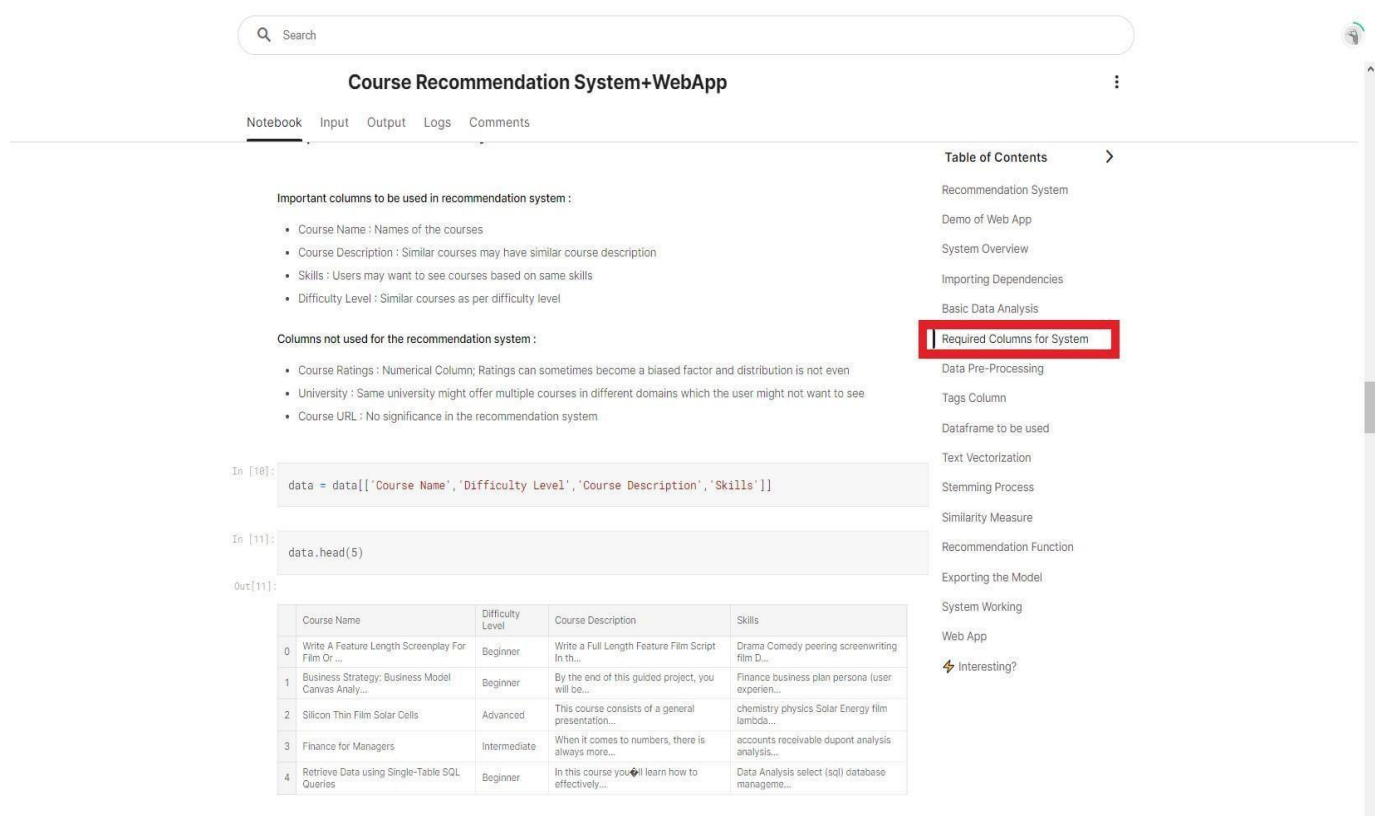 Search
Course Recommendation System+WebApp
Notebook Input Output Logs Comments
Important columns to be used in recommendation system :
• Course Name : Names of the courses
• Course Description : Similar courses may have similar course description
• Skills : Users may want to see courses based on same skills
• Difficulty Level : Similar courses as per difficulty level
Columns not used for the recommendation system :
• Course Ratings : Numerical Column; Ratings can sometimes become a biased factor and distribution is not even
• University : Same university might offer multiple courses in different domains which the user might not want to see
• Course URL : No significance in the recommendation system
In [10]:
data = data[['Course Name','Difficulty Level','Course Description','Skills']]
In [11]:
data.head(5)
Out[11]:
Course Name Difficulty Level Course Description Skills
0 Write A Feature Length Screenplay For Film Or ... Beginner Write a Full Length Feature Film Script In th... Drama Comedy peering screenwriting film D...
1 Business Strategy: Business Model Canvas Analy... Beginner By the end of this guided project, you will be... Finance business plan persona (user experien...
2 Silicon Thin Film Solar Cells Advanced This course consists of a general presentation... chemistry physics Solar Energy film lambda...
3 Finance for Managers Intermediate When it comes to numbers, there is always more... accounts receivable dupont analysis analysis...
4 Retrieve Data using Single-Table SQL Queries Beginner In this course you�ll learn how to effectively... Data Analysis select (sql) database manageme...
Table of Contents
Recommendation System
Demo of Web App
System Overview
Importing Dependencies
Basic Data Analysis
Required Columns for System
Data Pre-Processing
Tags Column
Dataframe to be used
Text Vectorization
Stemming Process
Similarity Measure
Recommendation Function
Exporting the Model
System Working
Web App
⚡ Interesting?